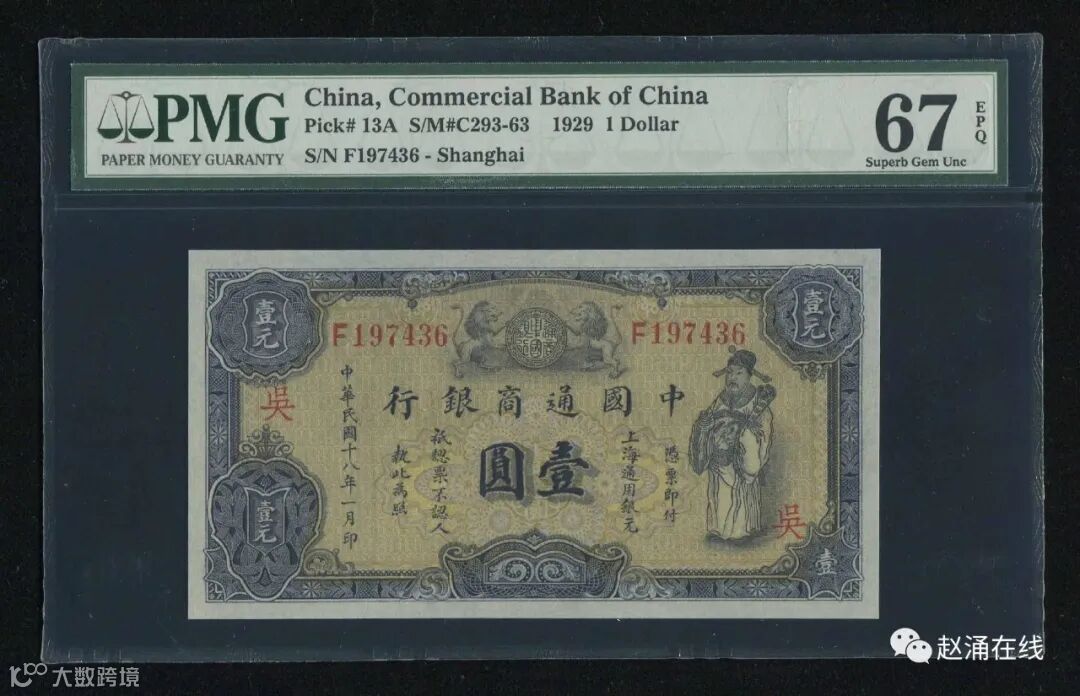 PMG
PAPER MONEY GUARANTY
China, Commercial Bank of China
Pick# 13A S/M#C293-63 1929 1 Dollar
S/N F197436 - Shanghai
67 EPQ
Superb Gem Unc
壹元
壹元
F197436
F197436
中國通商銀行
吳
中華民國十八年一月印
憑票即付
上海通用銀元
壹圓
祇認票不認人
執此為照
壹元
吳
壹
赵涌在线
大数跨境